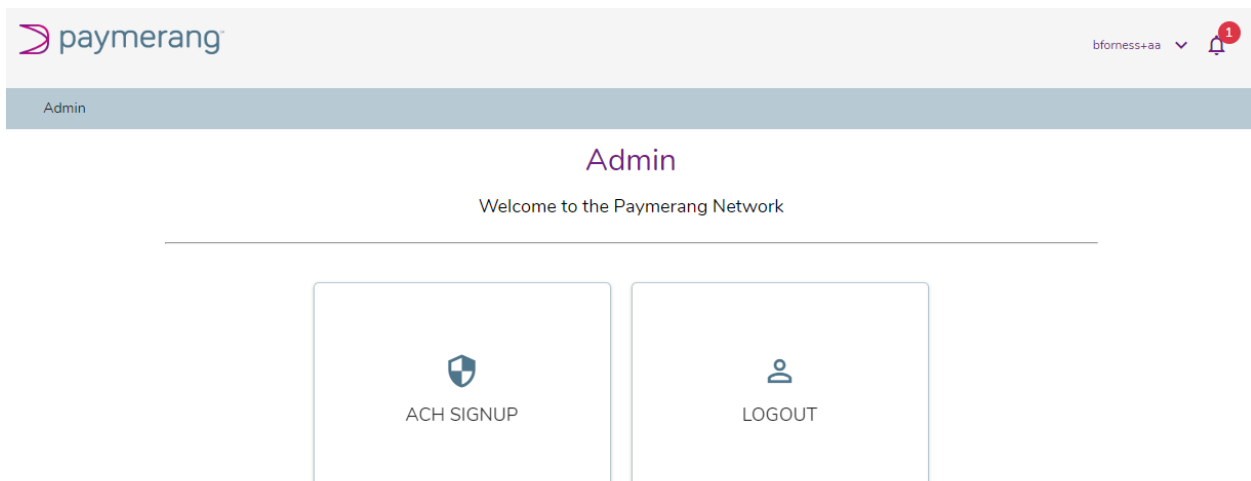 paymerang
bforness+aa
1
Admin
Admin
Welcome to the Paymerang Network
ACH SIGNUP
LOGOUT